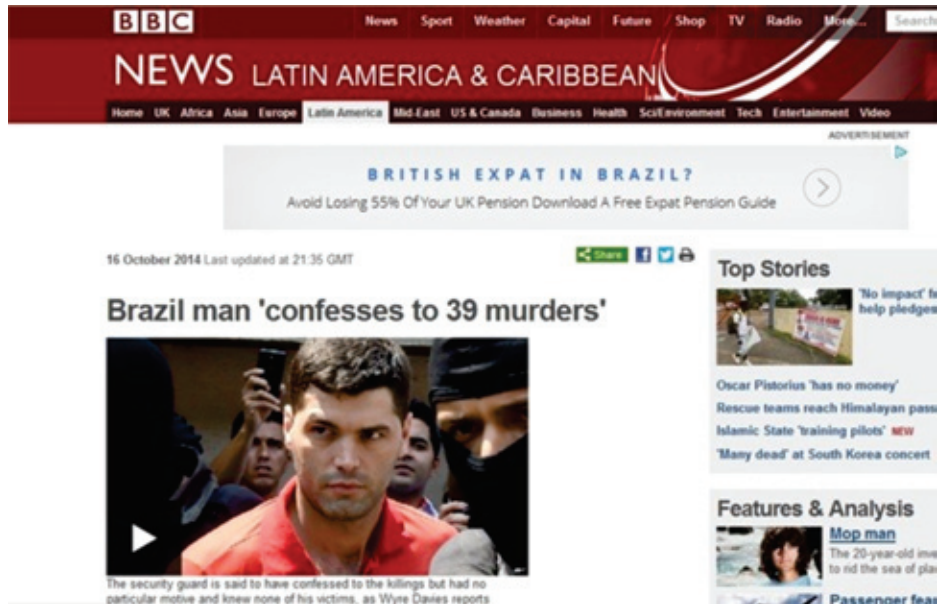 BBC
News Sport Weather Capital Future Shop TV Radio More... Search
NEWS LATIN AMERICA & CARIBBEAN
Home UK Africa Asia Europe Latin America Mid-East US & Canada Business Health Sci/Environment Tech Entertainment Video
ADVERTISEMENT
BRITISH EXPAT IN BRAZIL?
Avoid Losing 55% Of Your UK Pension Download A Free Expat Pension Guide
16 October 2014 Last updated at 21:35 GMT
Share
Brazil man 'confesses to 39 murders'
The security guard is said to have confessed to the killings but had no
particular motive and knew none of his victims, as Wyre Davies reports
Top Stories
'No impact'
help pledges
Oscar Pistorius 'has no money'
Rescue teams reach Himalayan
Islamic State 'training pilots' NEW
'Many dead' at South Korea concert
Features & Analysis
Mop man
The 20-year-old
to rid the sea of
Passenger